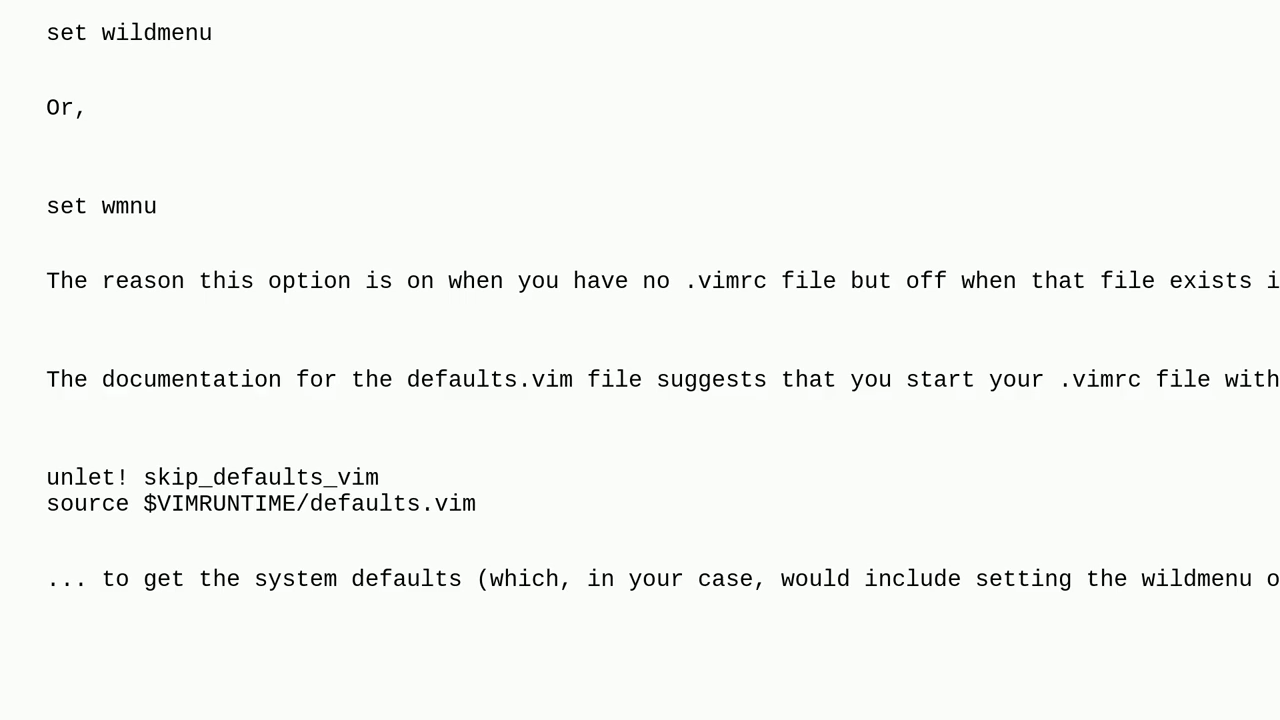 set wildmenu
Or,
set wmnu
The reason this option is on when you have no .vimrc file but off when that file exists
The documentation for the defaults.vim file suggests that you start your .vimrc file with
unlet! skip_defaults_vim
source $VIMRUNTIME/defaults.vim
... to get the system defaults (which, in your case, would include setting the wildmenu